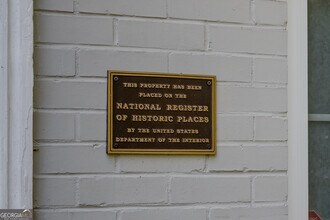 THIS PROPERTY HAS BEEN
PLACED ON THE
NATIONAL REGISTER
OF HISTORIC PLACES
BY THE UNITED STATES
DEPARTMENT OF THE INTERIOR
GEORGIA